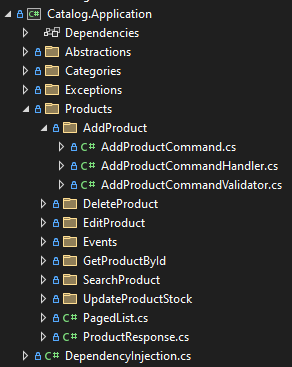 Catalog.Application
Dependencies
Abstractions
Categories
Exceptions
Products
AddProduct
C# AddProductCommand.cs
C# AddProductCommandHandler.cs
C# AddProductCommandValidator.cs
DeleteProduct
EditProduct
Events
GetProductById
SearchProduct
UpdateProductStock
C# PagedList.cs
C# ProductResponse.cs
C# DependencyInjection.cs